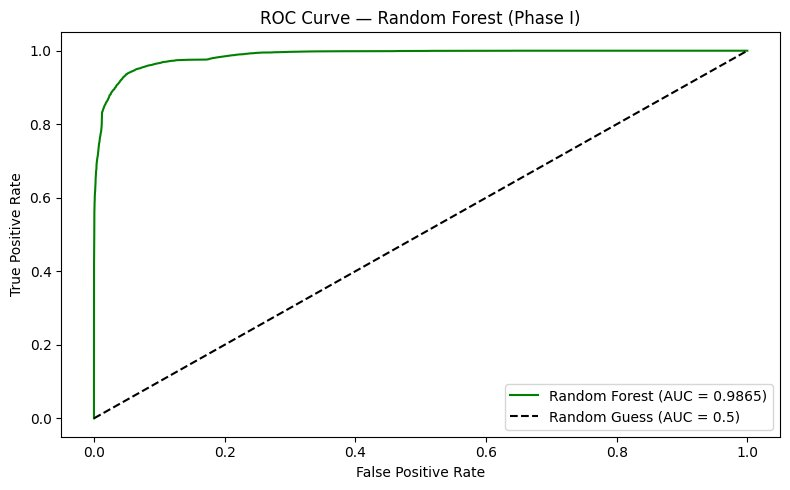 ROC Curve — Random Forest (Phase I)
True Positive Rate
1.0
0.8
0.6
0.4
0.2
0.0
0.0 0.2 0.4 0.6 0.8 1.0
False Positive Rate
Random Forest (AUC = 0.9865)
Random Guess (AUC = 0.5)